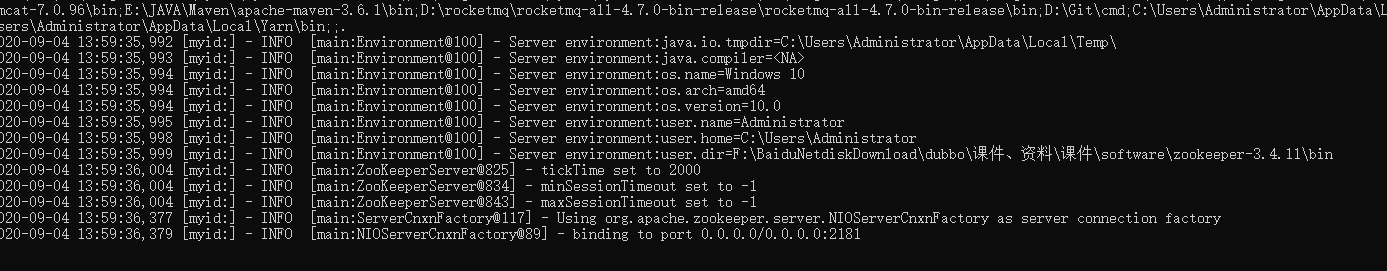 mcat-7.0.96\bin;E:\JAVA\Maven\apache-maven-3.6.1\bin;D:\rocketmq\rocketmq-all-4.7.0-bin-release\rocketmq-all-4.7.0-bin-release\bin;D:\Git\cmd;C:\Users\Administrator\AppData\L
sers\Administrator\AppData\Local\Yarn\bin;;.
020-09-04 13:59:35,992 [myid:] - INFO  [main:Environment@100] - Server environment:java.io.tmpdir=C:\Users\Administrator\AppData\Local\Temp\
020-09-04 13:59:35,993 [myid:] - INFO  [main:Environment@100] - Server environment:java.compiler=<NA>
020-09-04 13:59:35,994 [myid:] - INFO  [main:Environment@100] - Server environment:os.name=Windows 10
020-09-04 13:59:35,994 [myid:] - INFO  [main:Environment@100] - Server environment:os.arch=amd64
020-09-04 13:59:35,994 [myid:] - INFO  [main:Environment@100] - Server environment:os.version=10.0
020-09-04 13:59:35,995 [myid:] - INFO  [main:Environment@100] - Server environment:user.name=Administrator
020-09-04 13:59:35,998 [myid:] - INFO  [main:Environment@100] - Server environment:user.home=C:\Users\Administrator
020-09-04 13:59:35,999 [myid:] - INFO  [main:Environment@100] - Server environment:user.dir=F:\BaiduNetdiskDownload\dubbo\课件、资料\课件\software\zookeeper-3.4.11\bin
020-09-04 13:59:36,004 [myid:] - INFO  [main:ZooKeeperServer@825] - tickTime set to 2000
020-09-04 13:59:36,004 [myid:] - INFO  [main:ZooKeeperServer@834] - minSessionTimeout set to -1
020-09-04 13:59:36,004 [myid:] - INFO  [main:ZooKeeperServer@843] - maxSessionTimeout set to -1
020-09-04 13:59:36,377 [myid:] - INFO  [main:ServerCnxnFactory@117] - Using org.apache.zookeeper.server.NIOServerCnxnFactory as server connection factory
020-09-04 13:59:36,379 [myid:] - INFO  [main:NIOServerCnxnFactory@89] - binding to port 0.0.0.0/0.0.0.0:2181